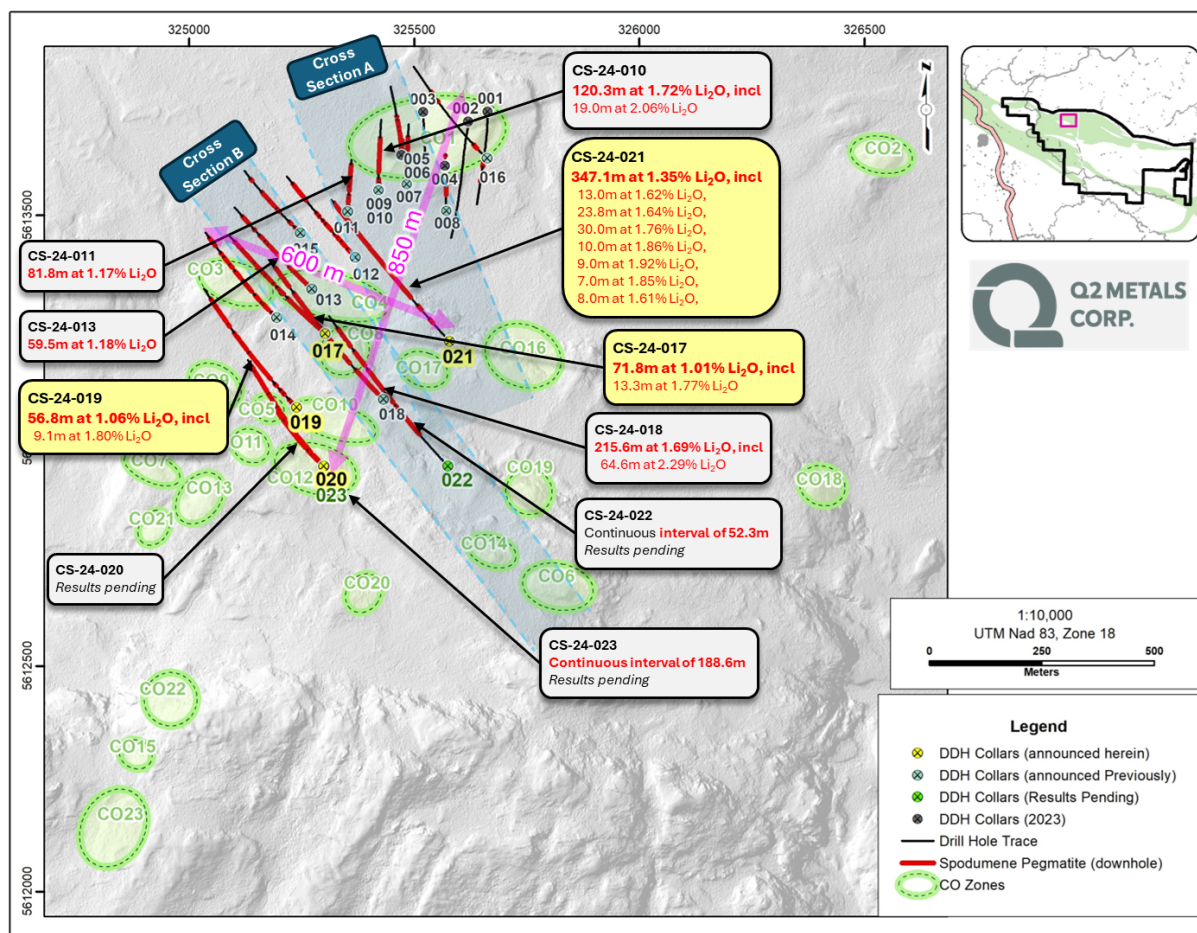 325000
325500
326000
326500
5613500
5612500
5612000
Cross
Section A
Cross
Section B
CS-24-010
120.3m at 1.72% Li₂O, incl
19.0m at 2.06% Li₂O
CS-24-021
347.1m at 1.35% Li₂O, incl
13.0m at 1.62% Li₂O,
23.8m at 1.64% Li₂O,
30.0m at 1.76% Li₂O,
10.0m at 1.86% Li₂O,
9.0m at 1.92% Li₂O,
7.0m at 1.85% Li₂O,
8.0m at 1.61% Li₂O,
CS-24-011
81.8m at 1.17% Li₂O
CS-24-013
59.5m at 1.18% Li₂O
CS-24-019
56.8m at 1.06% Li₂O, incl
9.1m at 1.80% Li₂O
CS-24-017
71.8m at 1.01% Li₂O, incl
13.3m at 1.77% Li₂O
CS-24-018
215.6m at 1.69% Li₂O, incl
64.6m at 2.29% Li₂O
CS-24-022
Continuous interval of 52.3m
Results pending
CS-24-020
Results pending
CS-24-023
Continuous interval of 188.6m
Results pending
003
002
001
005
006
004
016
009
010
007
011
008
015
012
013
014
017
021
018
019
020
023
022
600 m
850 m
CO1
CO2
CO3
CO4
CO8
CO16
CO17
CO9
CO5
CO10
CO11
CO7
CO12
CO13
CO21
CO19
CO18
CO14
CO6
CO20
CO22
CO15
CO23
N
Q2 METALS
CORP.
1:10,000
UTM Nad 83, Zone 18
0
250
500
Meters
Legend
DDH Collars (announced herein)
DDH Collars (announced Previously)
DDH Collars (Results Pending)
DDH Collars (2023)
Drill Hole Trace
Spodumene Pegmatite (downhole)
CO Zones